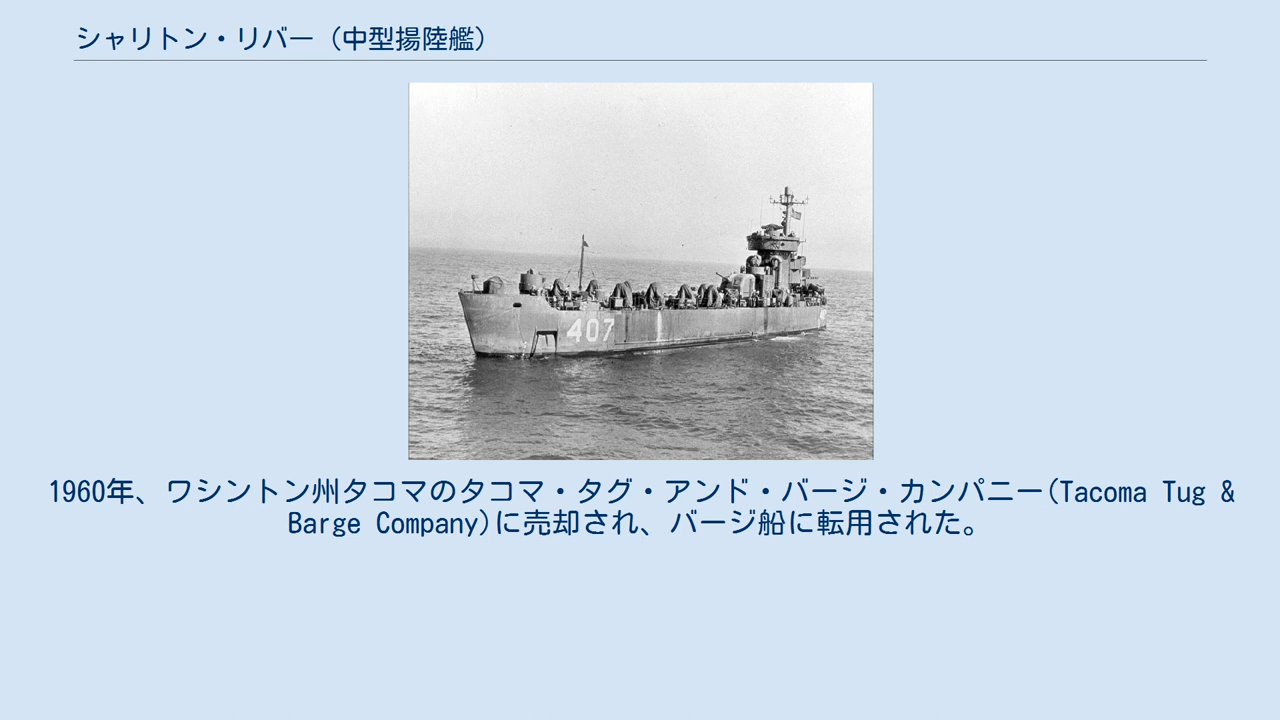 シャリトン・リバー（中型揚陸艦）
407
1960年、ワシントン州タコマのタコマ・タグ・アンド・バージ・カンパニー(Tacoma Tug &
Barge Company)に売却され、バージ船に転用された。